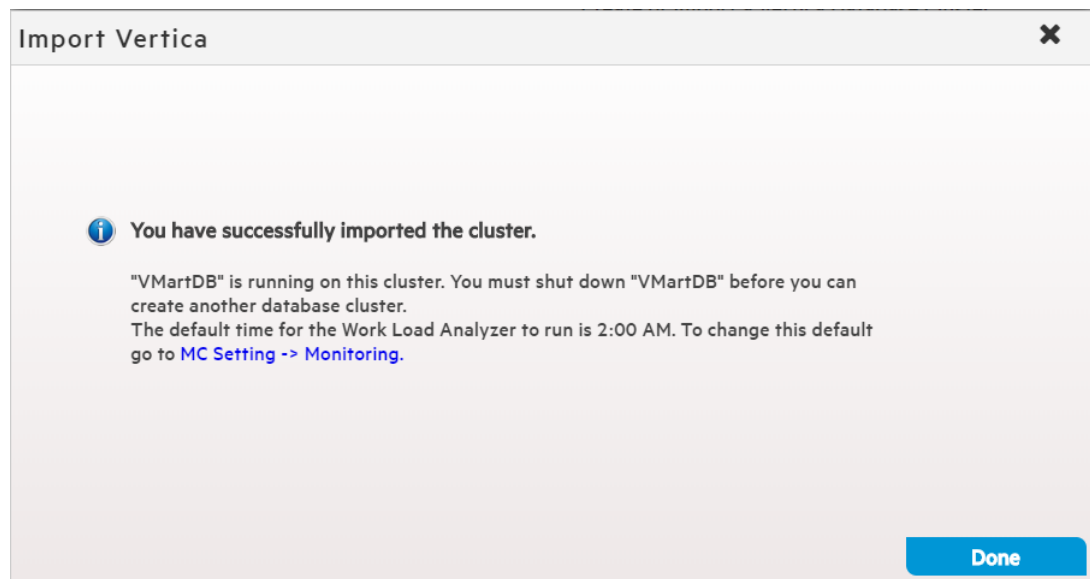 Import Vertica
You have successfully imported the cluster.
"VMartDB" is running on this cluster. You must shut down "VMartDB" before you can
create another database cluster.
The default time for the Work Load Analyzer to run is 2:00 AM. To change this default
go to MC Setting -> Monitoring.
Done